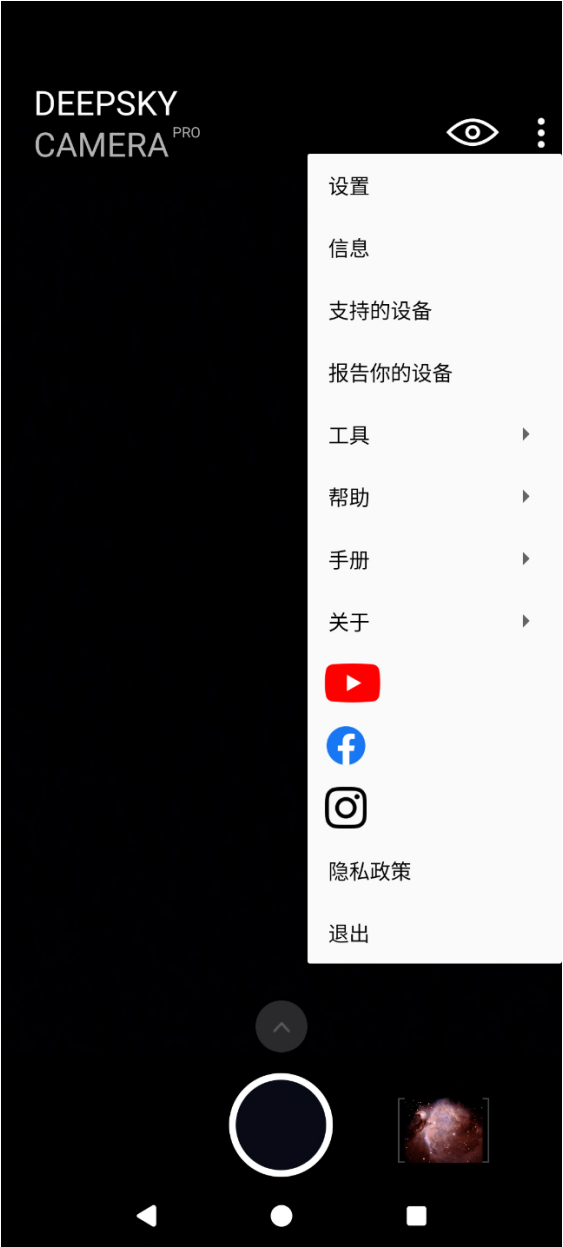 DEEPSKY
CAMERA PRO
设置
信息
支持的设备
报告你的设备
工具
帮助
手册
关于
隐私政策
退出